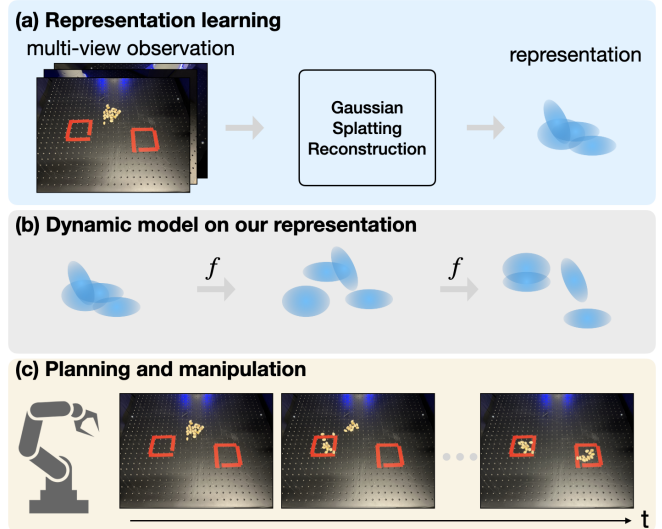 (a) Representation learning
multi-view observation
representation
Gaussian
Splatting
Reconstruction
(b) Dynamic model on our representation
f
f
(c) Planning and manipulation
t